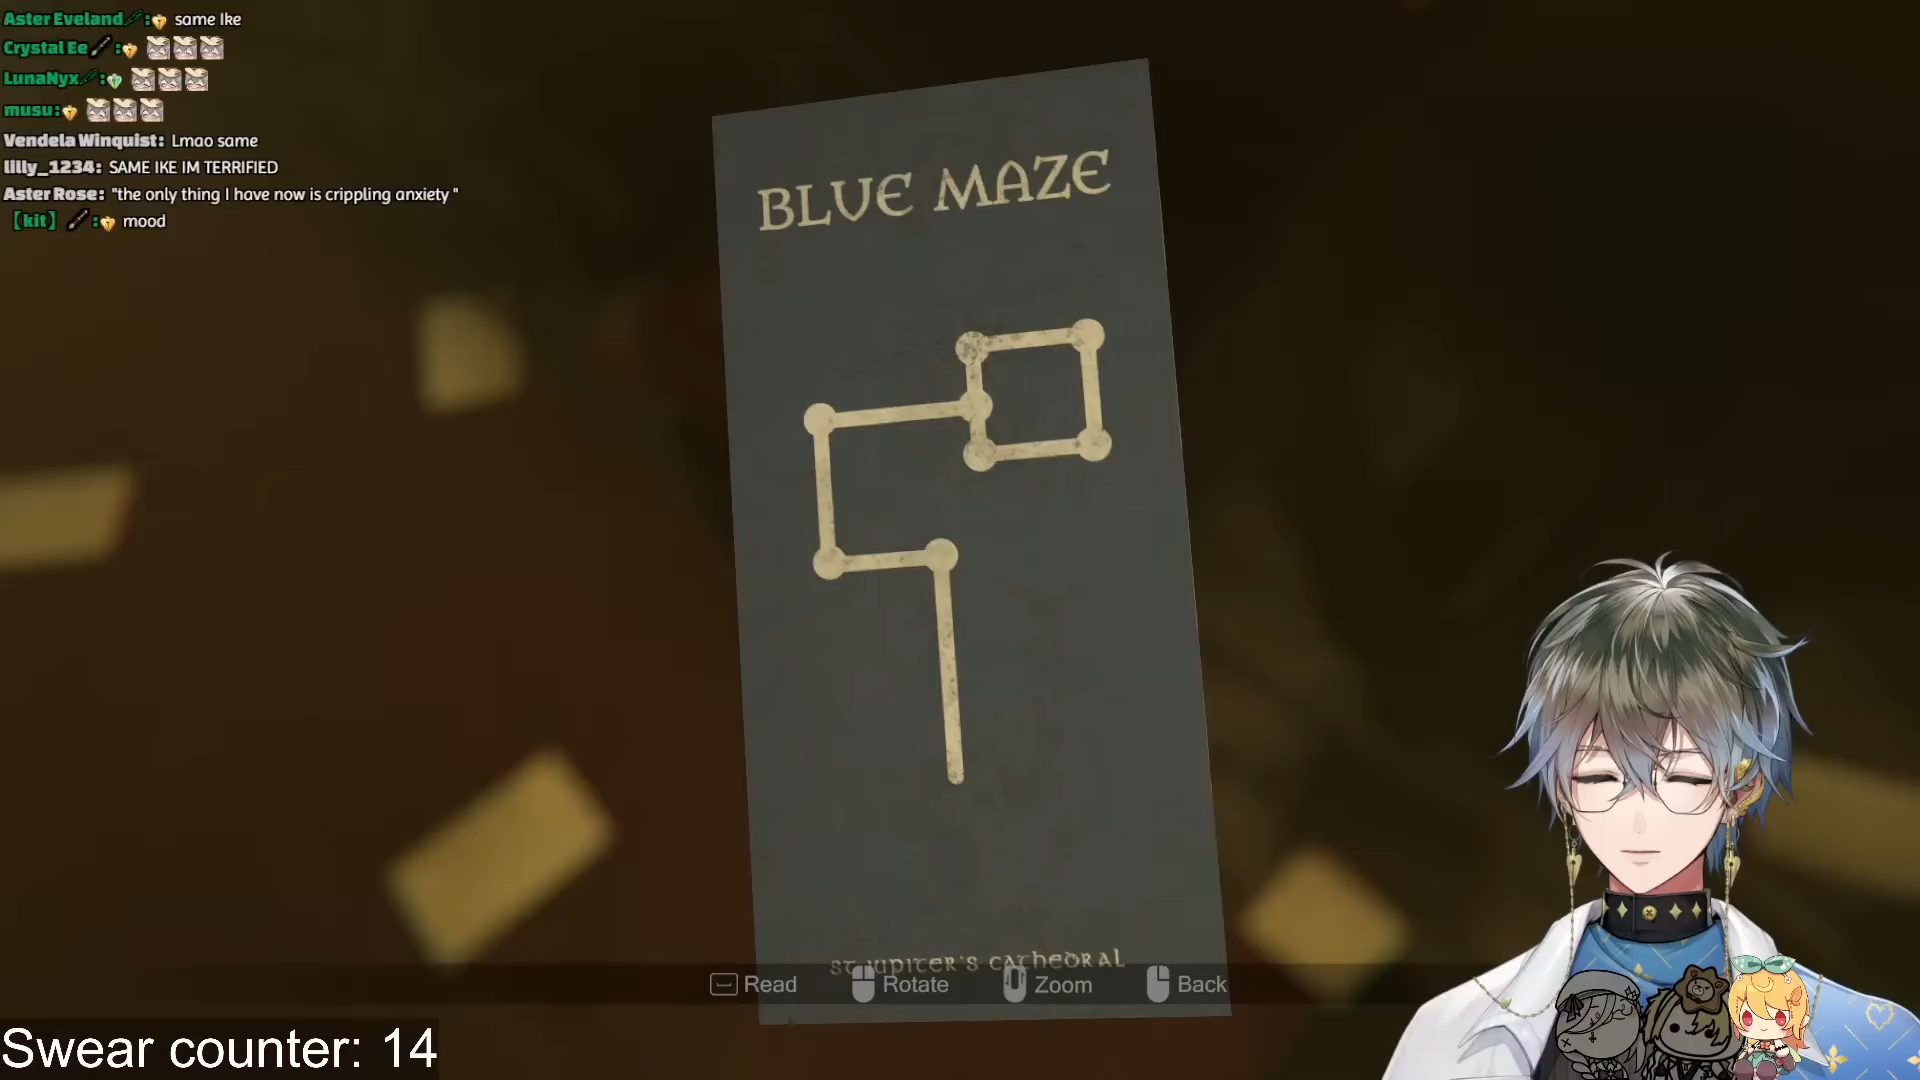 Aster Eveland: same Ike
Crystal Ee:
LunaNyx:
musu:
Vendela Winquist: Lmao same
lilly_1234: SAME IKE IM TERRIFIED
Aster Rose: "the only thing I have now is crippling anxiety "
【kit】: mood
BLUE MAZE
ST JUPITER'S CATHEDRAL
Read Rotate Zoom Back
Swear counter: 14